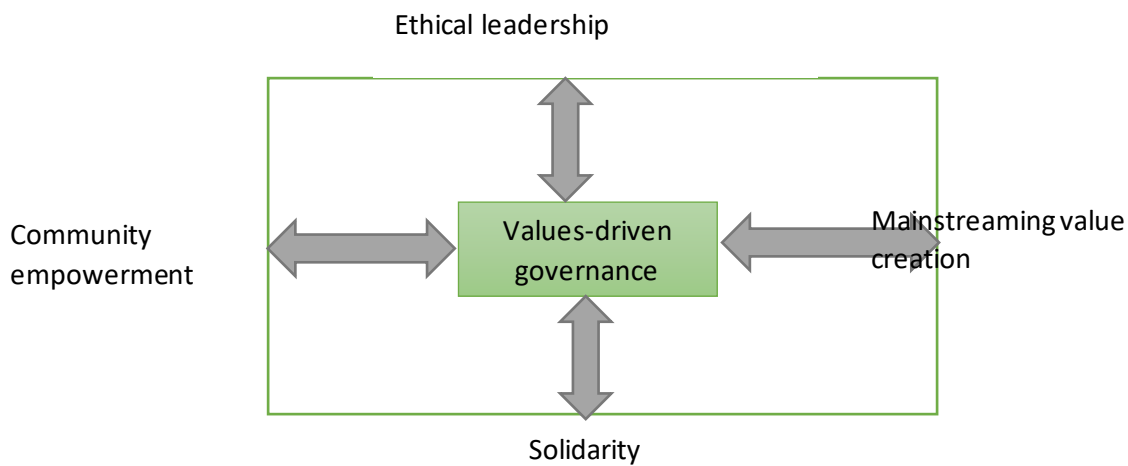 Ethical leadership
Values-driven
governance
Community
empowerment
Mainstreaming value
creation
Solidarity